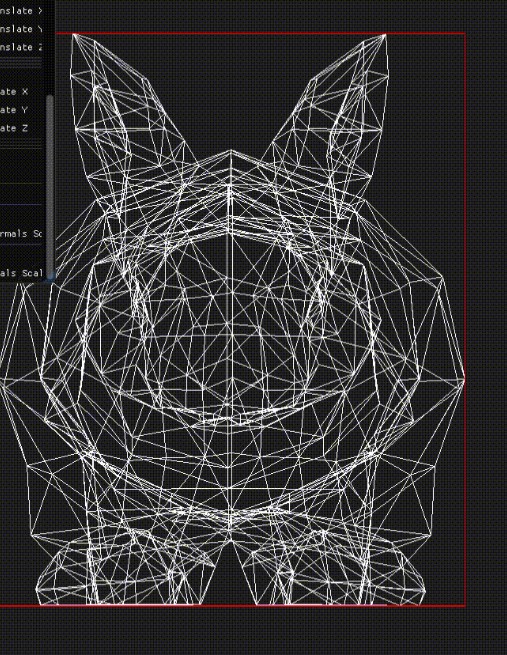 nslate X
nslate Y
nslate Z
ate X
ate Y
ate Z
rmals Sc
als Scal